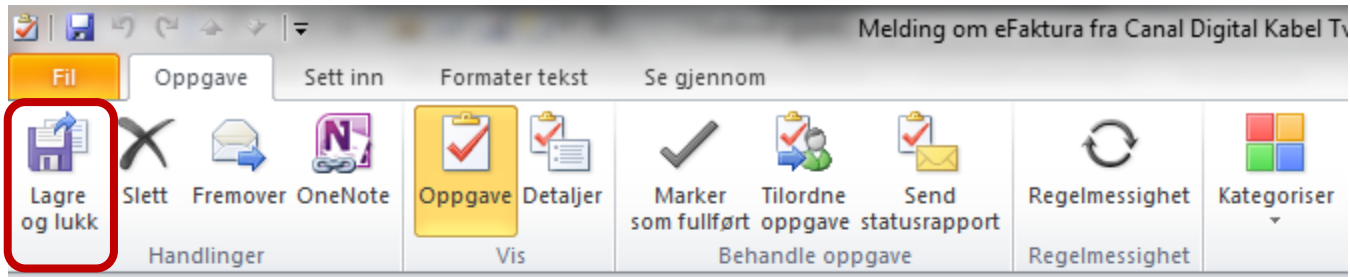 Melding om eFaktura fra Canal Digital Kabel Tv
Fil Oppgave Sett inn Formater tekst Se gjennom
Lagre og lukk
Slett
Fremover
OneNote
Handlinger
Oppgave
Detaljer
Vis
Marker som fullført
Tilordne oppgave
Send statusrapport
Behandle oppgave
Regelmessighet
Regelmessighet
Kategoriser